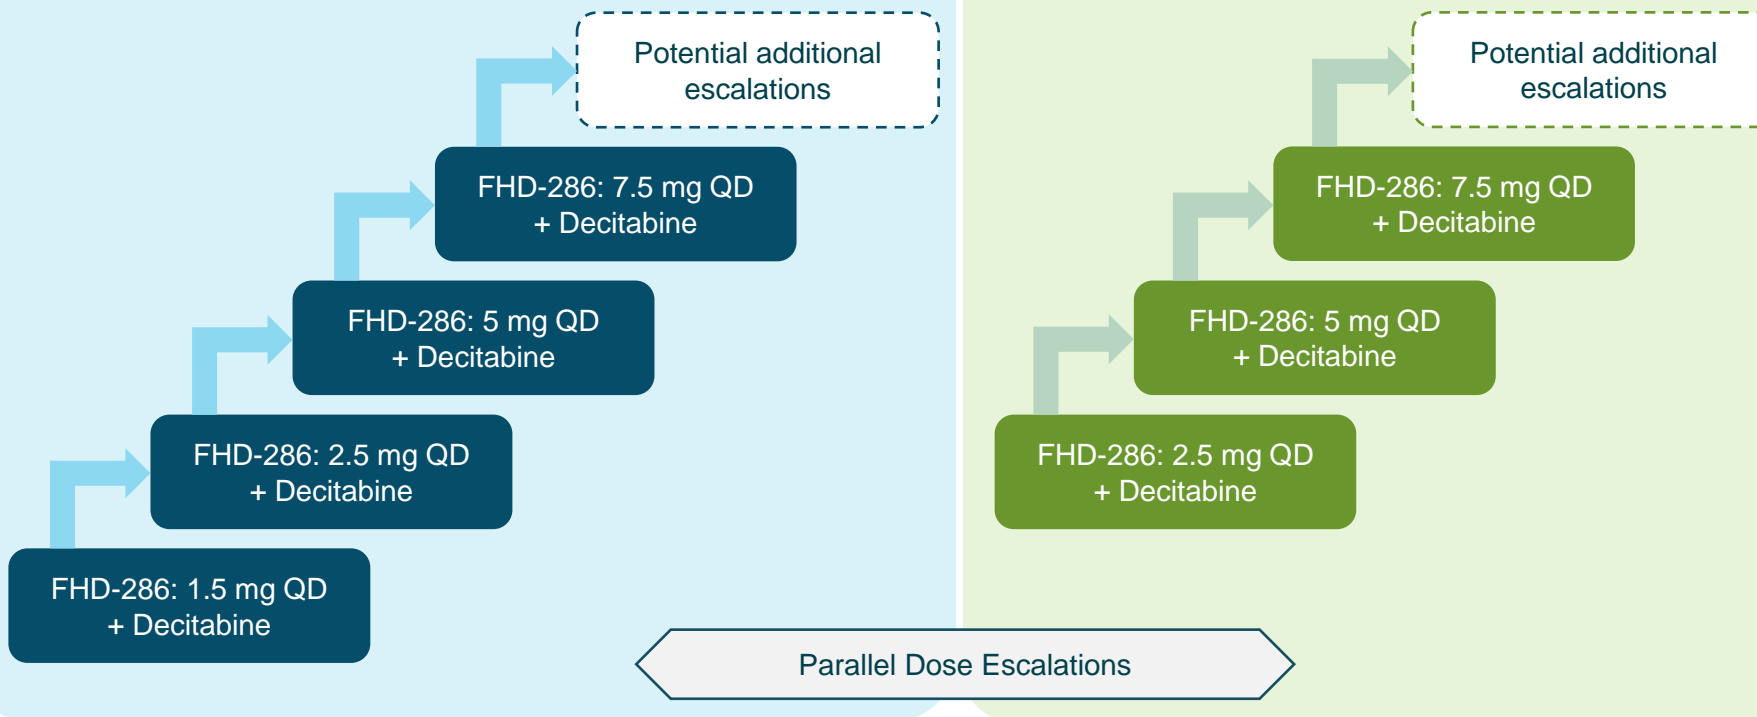 Potential additional
escalations
FHD-286: 7.5 mg QD
+ Decitabine
FHD-286: 5 mg QD
+ Decitabine
FHD-286: 2.5 mg QD
+ Decitabine
FHD-286: 1.5 mg QD
+ Decitabine
Potential additional
escalations
FHD-286: 7.5 mg QD
+ Decitabine
FHD-286: 5 mg QD
+ Decitabine
FHD-286: 2.5 mg QD
+ Decitabine
Parallel Dose Escalations